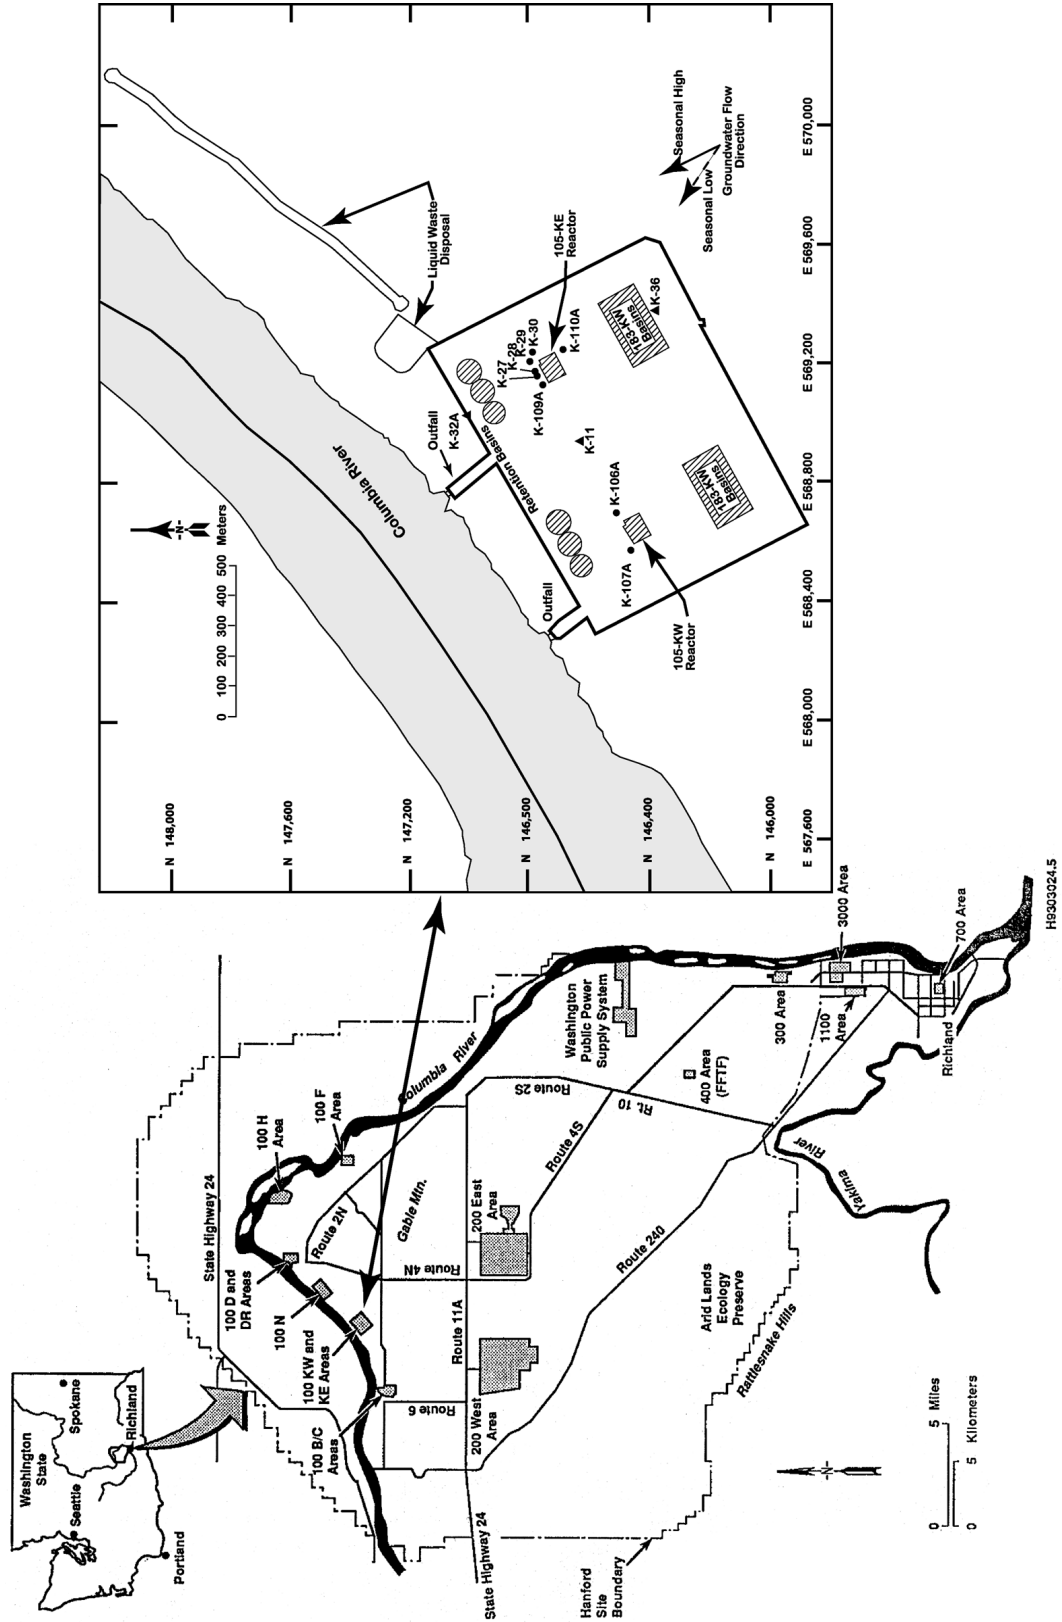 Washington
State
Seattle
Spokane
Richland
Portland
State Highway 24
100 D and
DR Areas
100 N
100 KW and
KE Areas
100 B/C
Areas
100 H
Area
100 F
Area
Columbia River
Route 2N
Gable Mtn.
Route 4N
Route 6
Route 11A
200 West
Area
200 East
Area
State Highway 24
Hanford
Site
Boundary
Route 2S
Rt. 10
Route 4S
Route 240
Washington
Public Power
Supply System
Arid Lands
Ecology
Preserve
Rattlesnake Hills
400 Area
(FFTF)
300 Area
1100
Area
3000 Area
700 Area
Richland
Yakima
River
-N-
0 5 Miles
0 5 Kilometers
H9303024.5
N 148,000
N 147,600
N 147,200
N 146,500
N 146,400
N 146,000
E 567,600
E 568,000
E 568,400
E 568,800
E 569,200
E 569,600
E 570,000
0 100 200 300 400 500 Meters
-N-
Columbia River
Liquid Waste
Disposal
Outfall
K-32A
Retention Basins
Outfall
K-27
K-28
K-29
K-30
K-109A
K-110A
105-KE
Reactor
K-11
K-106A
K-107A
105-KW
Reactor
183-KW
Basins
183-KW
Basins
K-36
Seasonal High
Seasonal Low
Groundwater Flow
Direction